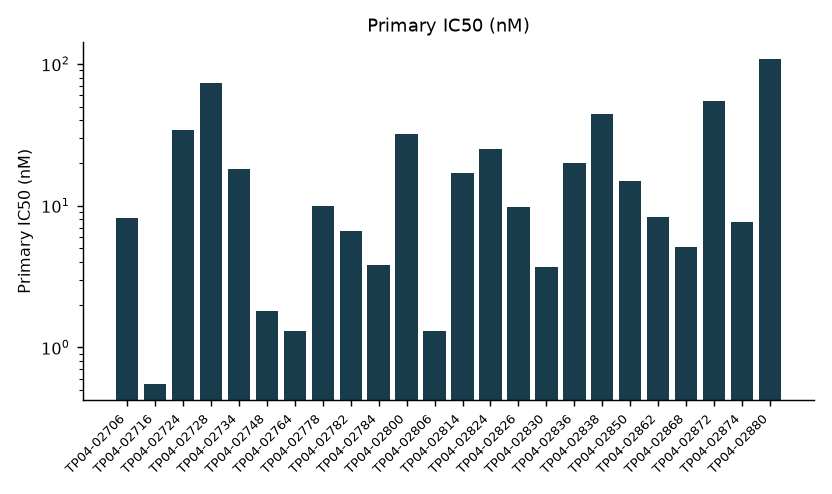 Primary IC50 (nM)
Primary IC50 (nM)
10²
10¹
10⁰
TP04-02706
TP04-02716
TP04-02724
TP04-02728
TP04-02734
TP04-02748
TP04-02764
TP04-02778
TP04-02782
TP04-02784
TP04-02800
TP04-02806
TP04-02814
TP04-02824
TP04-02826
TP04-02830
TP04-02836
TP04-02838
TP04-02850
TP04-02862
TP04-02868
TP04-02872
TP04-02874
TP04-02880